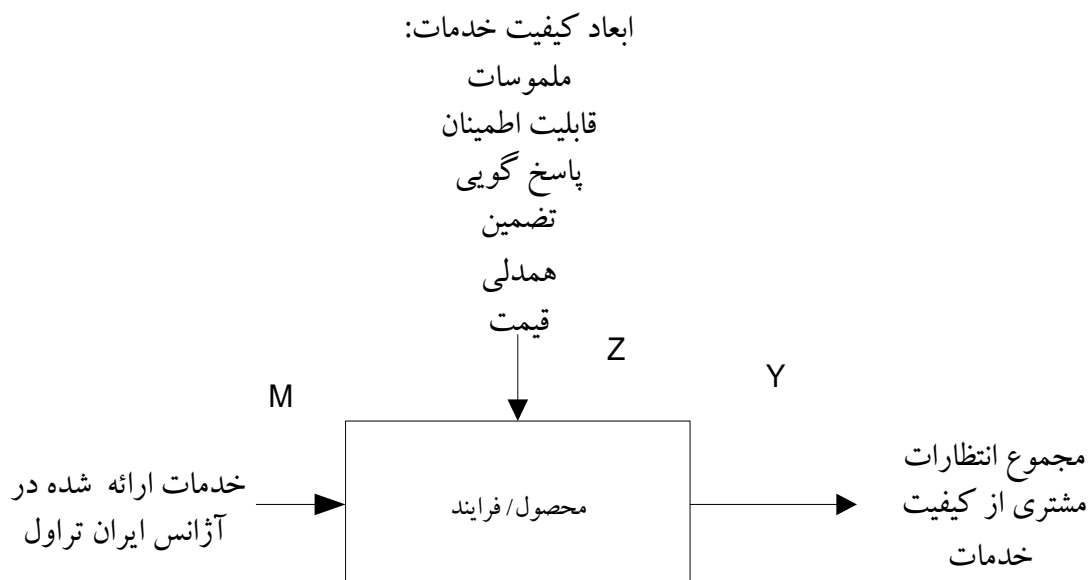 ابعاد کیفیت خدمات:
ملموسات
قابلیت اطمینان
پاسخ گویی
تضمین
همدلی
قیمت
Z
Y
M
مجموع انتظارات
مشتری از کیفیت
خدمات
محصول/فرایند
خدمات ارائه شده در
آژانس ایران تراول